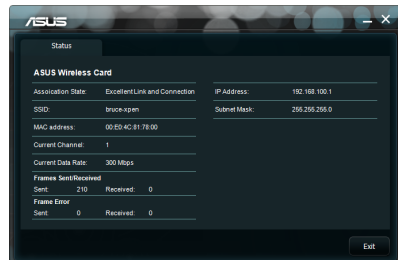 ASUS
Status
ASUS Wireless Card
Assoication State: Excellent Link and Connection
SSID: bruce-xpen
MAC address: 00:E0:4C:81:78:00
Current Channel: 1
Current Data Rate: 300 Mbps
Frames Sent/Received
Sent: 210 Received: 0
Frame Error
Sent: 0 Received: 0
IP Address: 192.168.100.1
Subnet Mask: 255.255.255.0
Exit